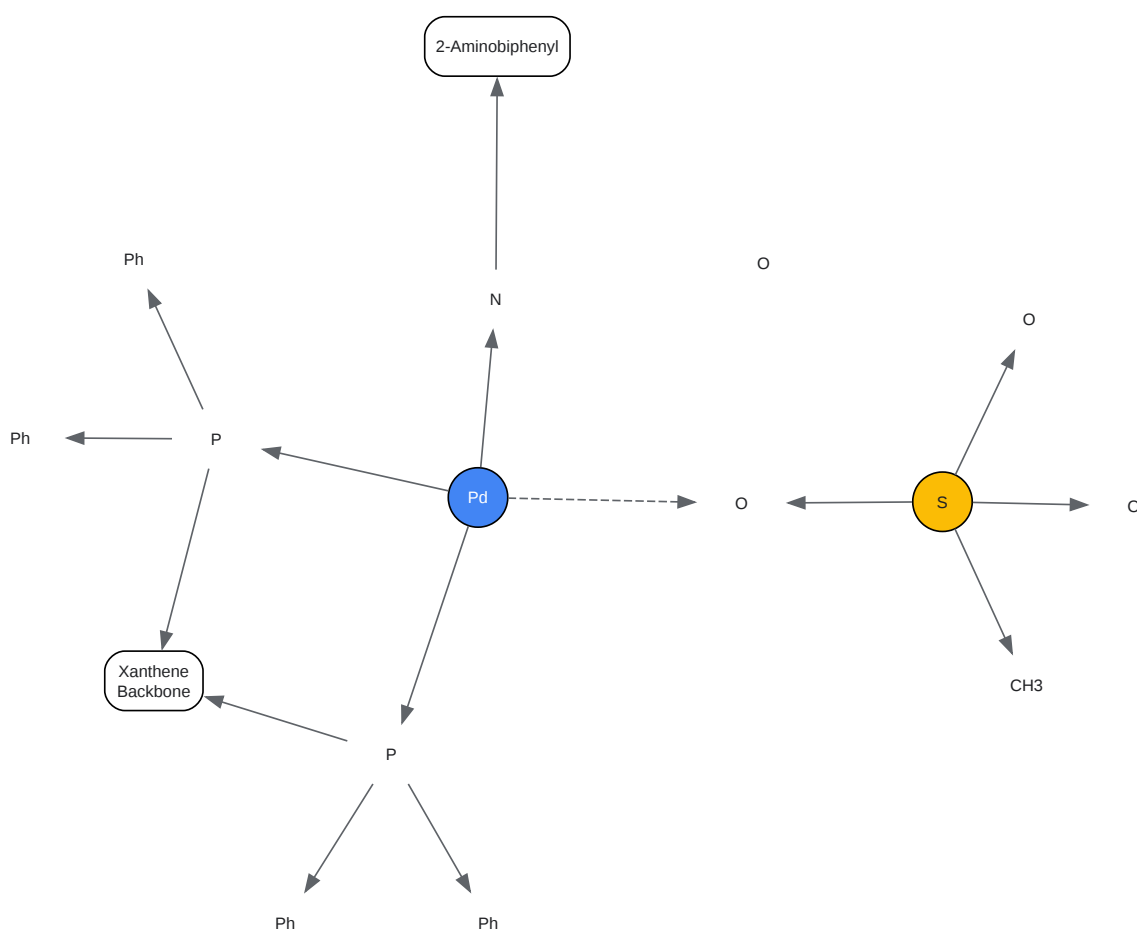 2-Aminobiphenyl
Ph
O
N
O
Ph
P
Pd
O
S
Xanthene
Backbone
CH3
P
Ph
Ph